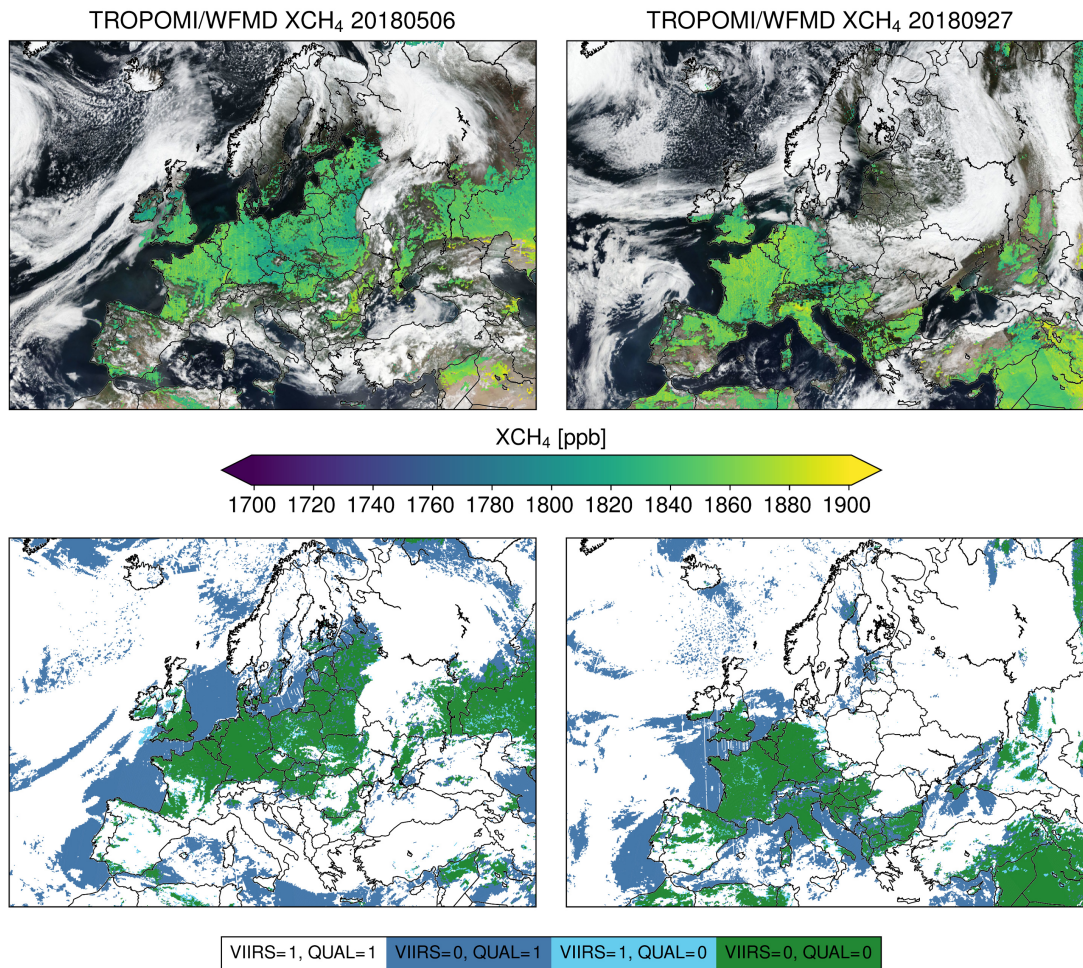 TROPOMI/WFMD XCH₄ 20180506
TROPOMI/WFMD XCH₄ 20180927
XCH₄ [ppb]
1700 1720 1740 1760 1780 1800 1820 1840 1860 1880 1900
VIIRS=1, QUAL=1 VIIRS=0, QUAL=1 VIIRS=1, QUAL=0 VIIRS=0, QUAL=0